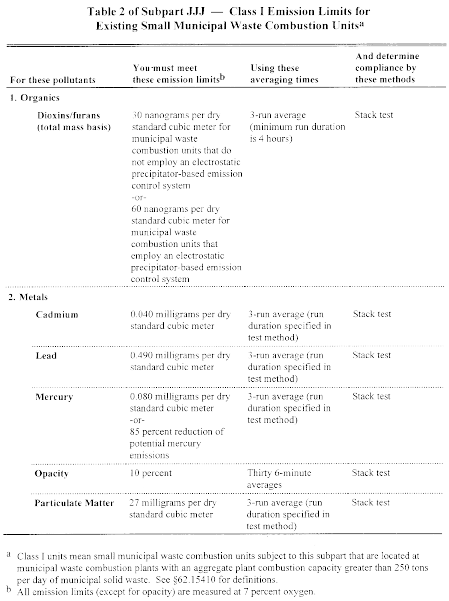 Table 2 of Subpart JJJ — Class I Emission Limits for
Existing Small Municipal Waste Combustion Unitsa
For these pollutants
You must meet
these emission limitsb
Using these
averaging times
And determine
compliance by
these methods
1. Organics
Dioxins/furans
(total mass basis)
30 nanograms per dry
standard cubic meter for
municipal waste
combustion units that do
not employ an electrostatic
precipitator-based emission
control system
-or-
60 nanograms per dry
standard cubic meter for
municipal waste
combustion units that
employ an electrostatic
precipitator-based emission
control system
3-run average
(minimum run duration
is 4 hours)
Stack test
2. Metals
Cadmium
0.040 milligrams per dry
standard cubic meter
3-run average (run
duration specified in
test method)
Stack test
Lead
0.490 milligrams per dry
standard cubic meter
3-run average (run
duration specified in
test method)
Stack test
Mercury
0.080 milligrams per dry
standard cubic meter
-or-
85 percent reduction of
potential mercury
emissions
3-run average (run
duration specified in
test method)
Stack test
Opacity
10 percent
Thirty 6-minute
averages
Stack test
Particulate Matter
27 milligrams per dry
standard cubic meter
3-run average (run
duration specified in
test method)
Stack test
a Class I units mean small municipal waste combustion units subject to this subpart that are located at
municipal waste combustion plants with an aggregate plant combustion capacity greater than 250 tons
per day of municipal solid waste. See §62.15410 for definitions.
b All emission limits (except for opacity) are measured at 7 percent oxygen.